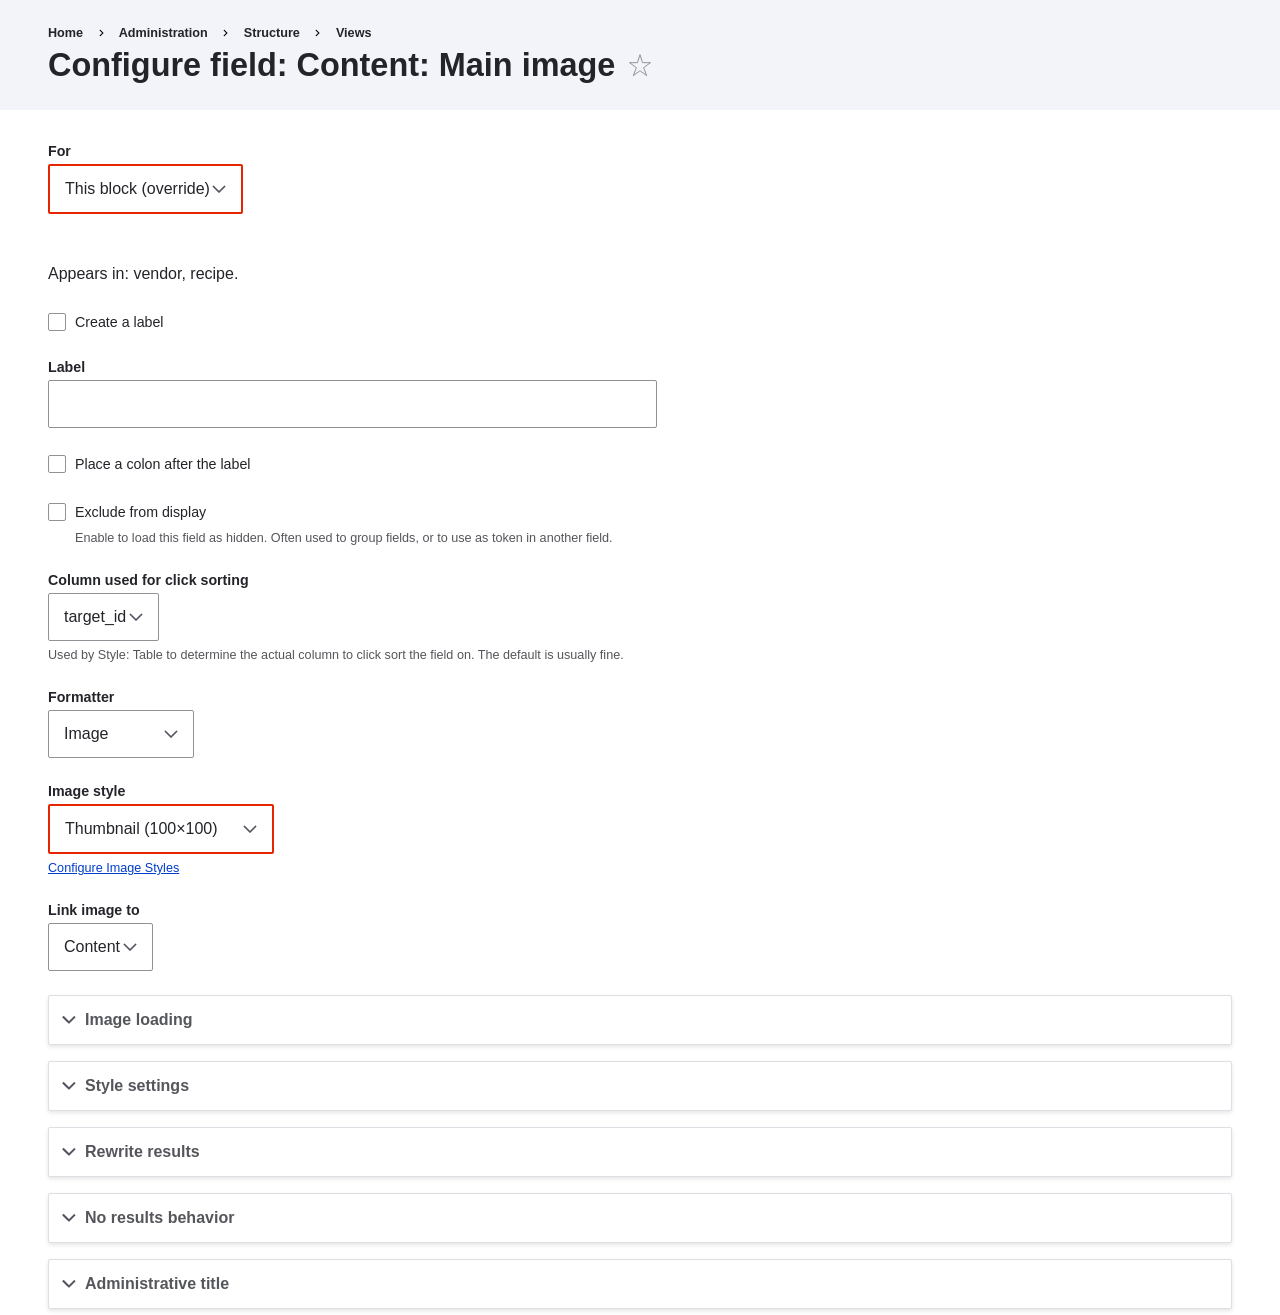 Home > Administration > Structure > Views
Configure field: Content: Main image ☆
For
This block (override)
Appears in: vendor, recipe.
Create a label
Label
Place a colon after the label
Exclude from display
Enable to load this field as hidden. Often used to group fields, or to use as token in another field.
Column used for click sorting
target_id
Used by Style: Table to determine the actual column to click sort the field on. The default is usually fine.
Formatter
Image
Image style
Thumbnail (100×100)
Configure Image Styles
Link image to
Content
Image loading
Style settings
Rewrite results
No results behavior
Administrative title